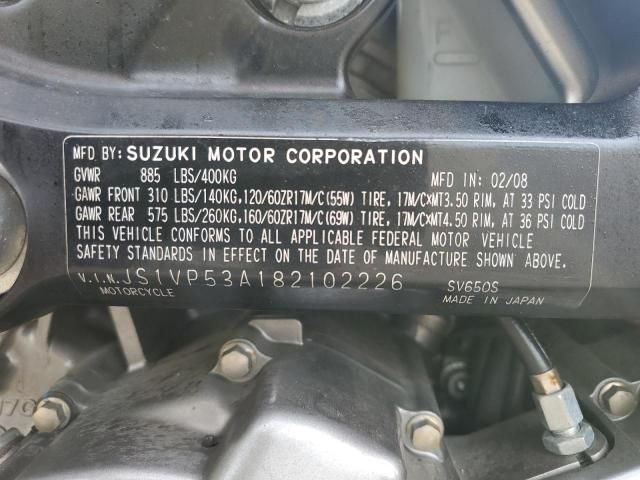 F
MFD BY: SUZUKI MOTOR CORPORATION
GVWR 885 LBS/400KG MFD IN 02/08
GAWR FRONT 310 LBS/140KG,120/60ZR17M/C(55W) TIRE, 17M/C×MT3.50 RIM, AT 33 PSI COLD
GAWR REAR 575 LBS/260KG,160/60ZR17M/C(69W) TIRE, 17M/C×MT4.50 RIM, AT 36 PSI COLD
THIS VEHICLE CONFORMS TO ALL APPLICABLE FEDERAL MOTOR VEHICLE
SAFETY STANDARDS IN EFFECT ON THE DATE OF MANUFACTURE SHOWN ABOVE.
V.I.N. JS1VP53A182102226 SV650S
MOTORCYCLE MADE IN JAPAN